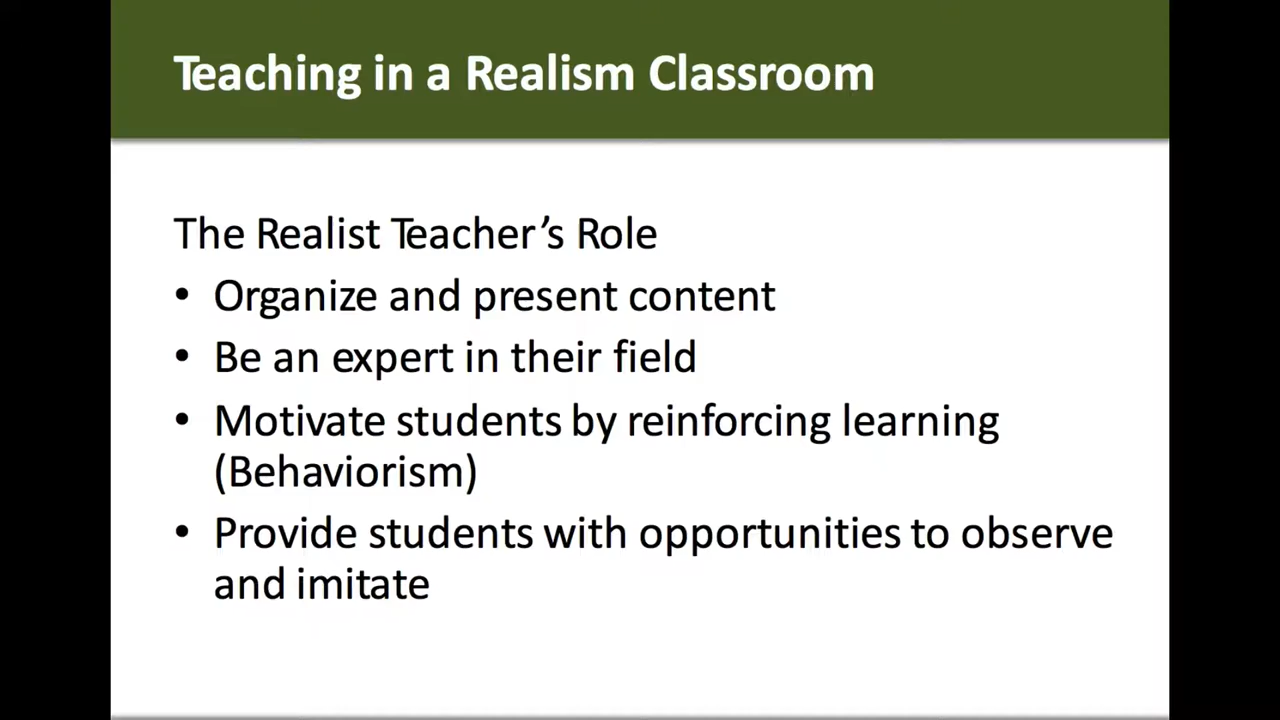 Teaching in a Realism Classroom
The Realist Teacher’s Role
• Organize and present content
• Be an expert in their field
• Motivate students by reinforcing learning
(Behaviorism)
• Provide students with opportunities to observe
and imitate